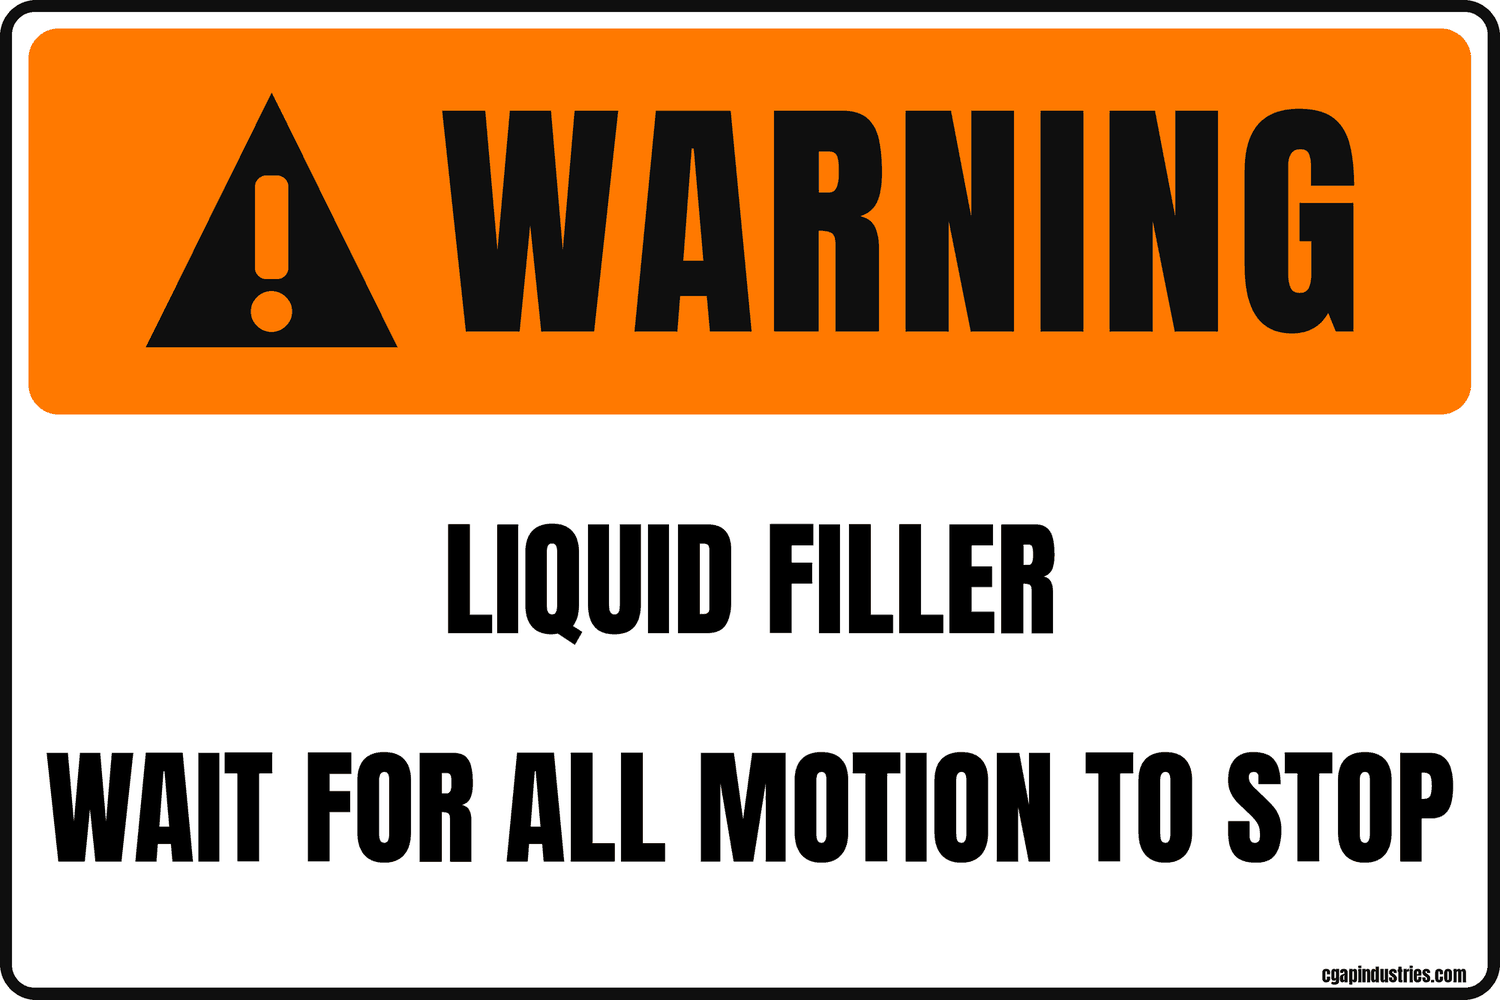 WARNING
LIQUID FILLER
WAIT FOR ALL MOTION TO STOP
cgapindustries.com